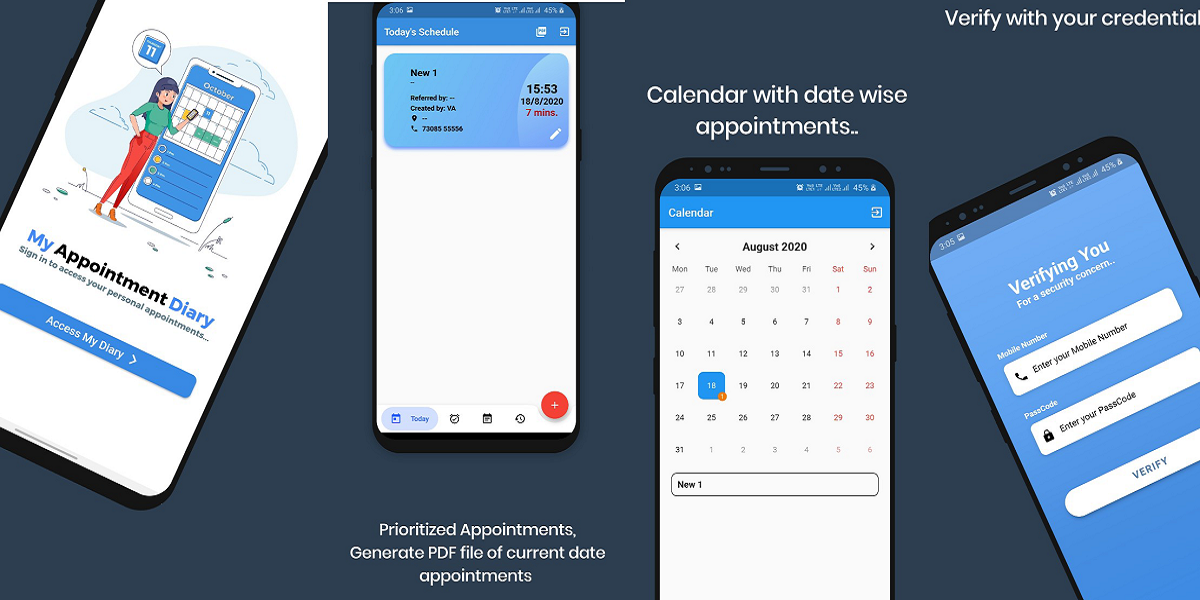 11
October
My Appointment Diary
Sign in to access your personal appointments...
Access My Diary
3:06
45%
Today's Schedule
New 1
--
Referred by: --
Created by: VA
--
73085 55556
15:53
18/8/2020
7 mins.
Today
+
Prioritized Appointments,
Generate PDF file of current date
appointments
Calendar with date wise
appointments..
3:06
45%
Calendar
August 2020
Mon Tue Wed Thu Fri Sat Sun
27 28 29 30 31 1 2
3 4 5 6 7 8 9
10 11 12 13 14 15 16
17 18 19 20 21 22 23
1
24 25 26 27 28 29 30
31 1 2 3 4 5 6
New 1
Verify with your credential
3:05
45%
Verifying You
For a security concern..
Mobile Number
Enter your Mobile Number
PassCode
Enter your PassCode
VERIFY